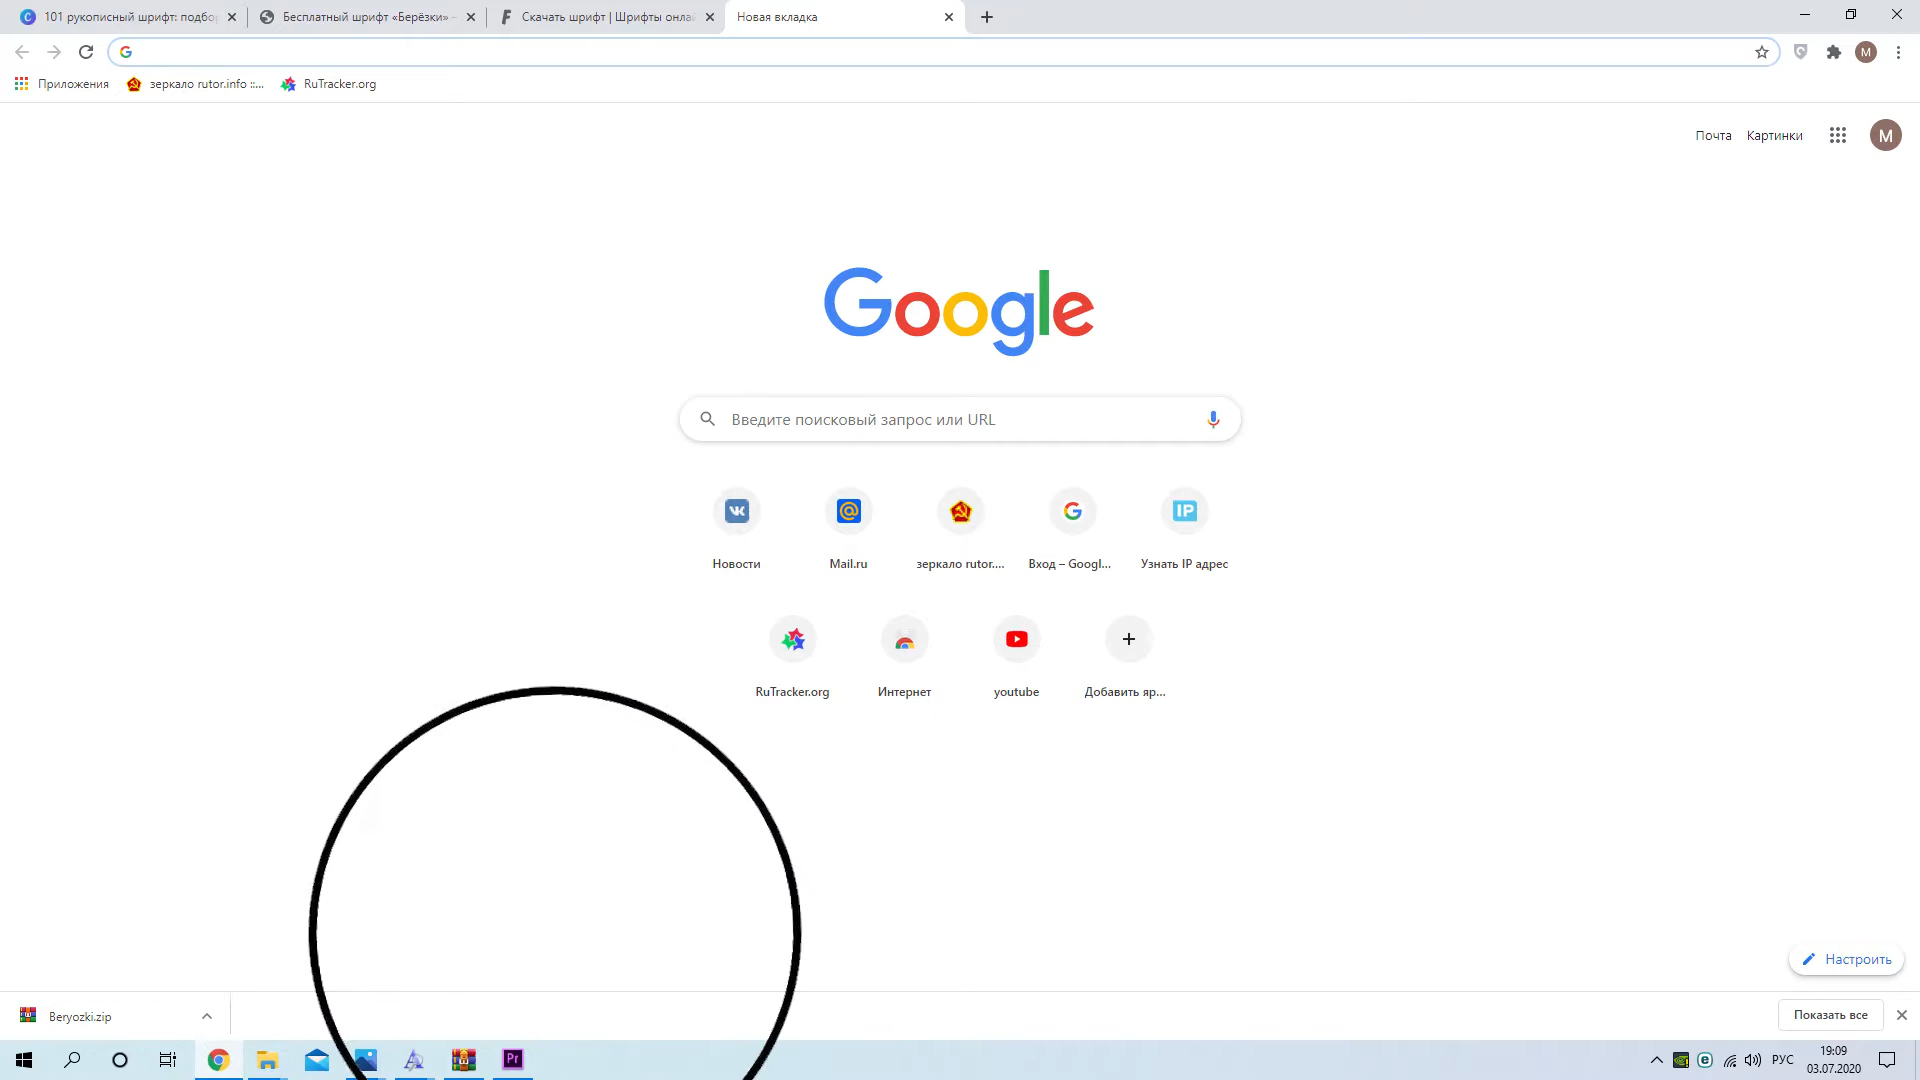 101 рукописный шрифт: подбо
Бесплатный шрифт «Берёзки» -
Скачать шрифт | Шрифты онла
Новая вкладка
M
Приложения
зеркало rutor.info ::...
RuTracker.org
Почта
Картинки
M
Google
Введите поисковый запрос или URL
Новости
Mail.ru
зеркало rutor....
Вход – Googl...
IP
Узнать IP адрес
RuTracker.org
Интернет
youtube
Добавить яр...
Настроить
Beryozki.zip
Показать все
Pr
РУС
19:09
03.07.2020